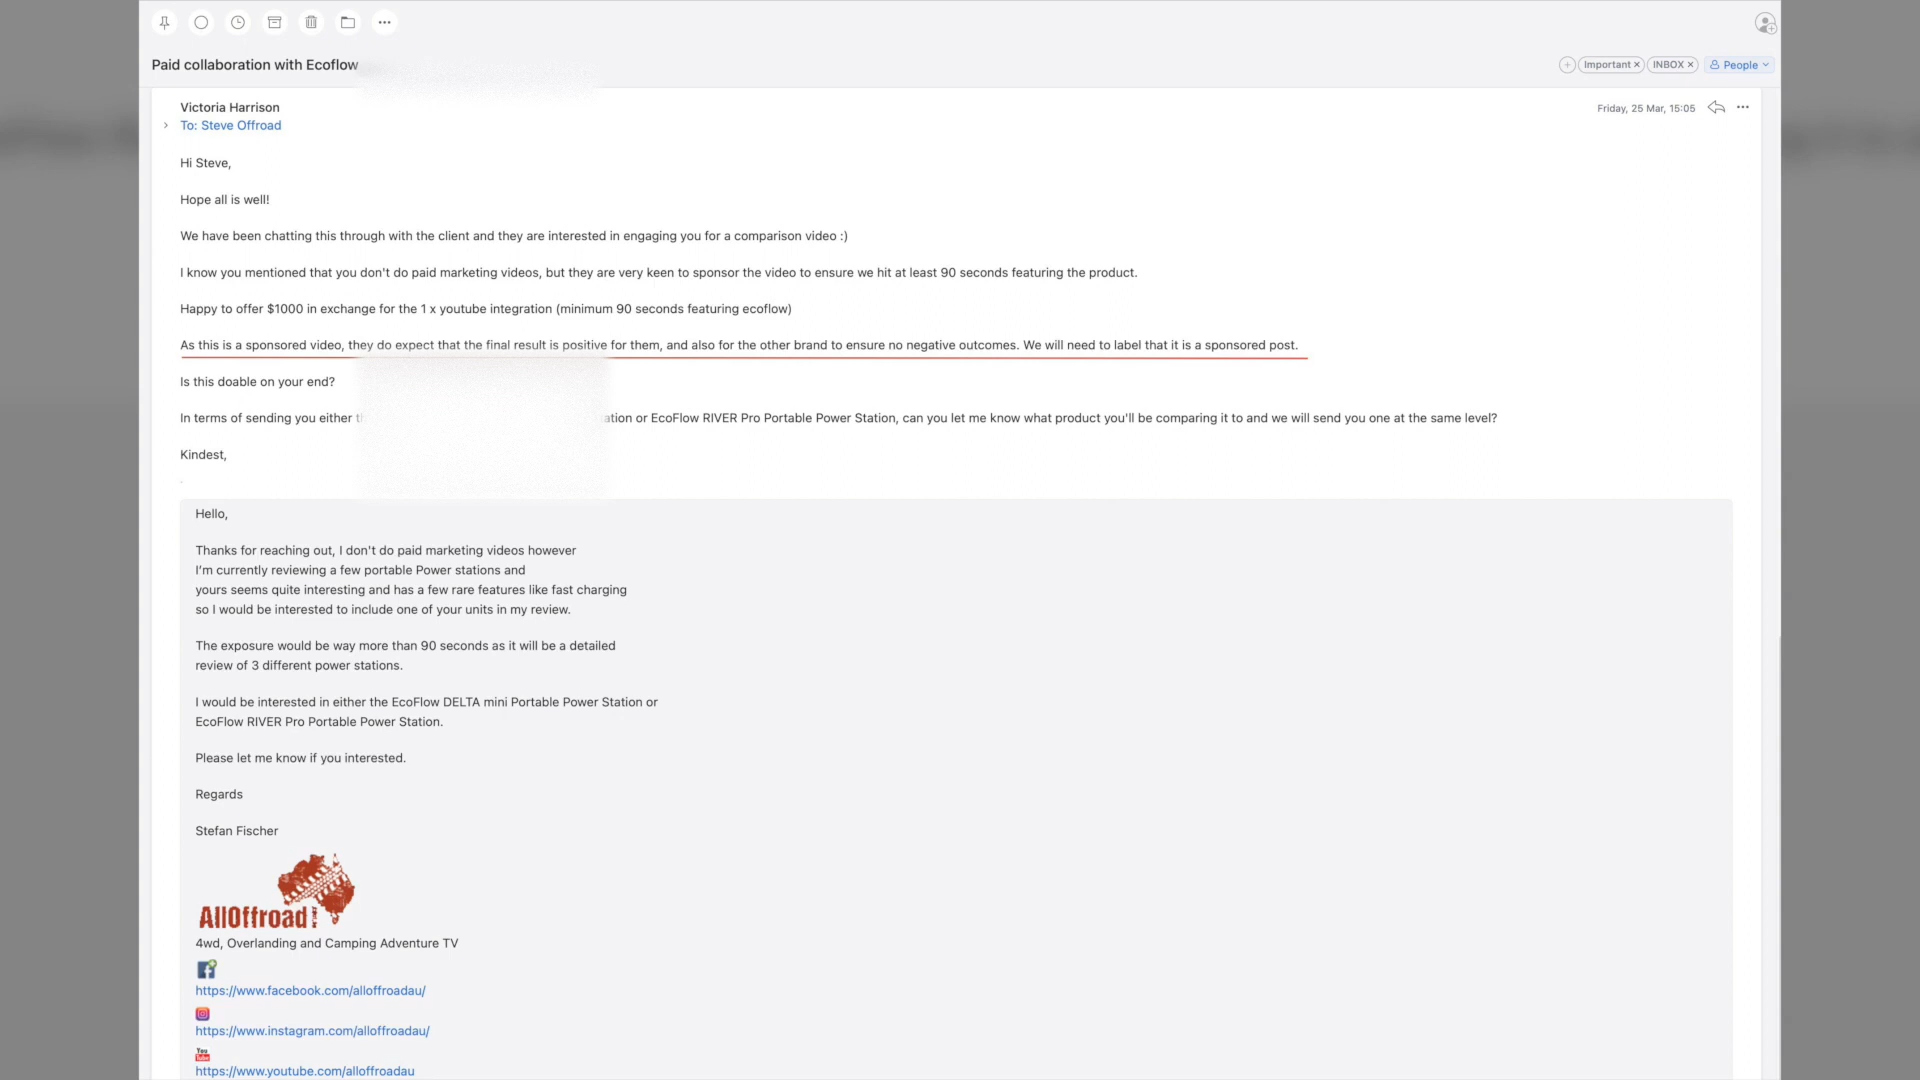 Paid collaboration with Ecoflow
Important ×
INBOX ×
People
Victoria Harrison
Friday, 25 Mar, 15:05
To: Steve Offroad
Hi Steve,
Hope all is well!
We have been chatting this through with the client and they are interested in engaging you for a comparison video :)
I know you mentioned that you don't do paid marketing videos, but they are very keen to sponsor the video to ensure we hit at least 90 seconds featuring the product.
Happy to offer $1000 in exchange for the 1 x youtube integration (minimum 90 seconds featuring ecoflow)
As this is a sponsored video, they do expect that the final result is positive for them, and also for the other brand to ensure no negative outcomes. We will need to label that it is a sponsored post.
Is this doable on your end?
In terms of sending you either or EcoFlow RIVER Pro Portable Power Station, can you let me know what product you'll be comparing it to and we will send you one at the same level?
Kindest,
Hello,
Thanks for reaching out, I don't do paid marketing videos however
I'm currently reviewing a few portable Power stations and
yours seems quite interesting and has a few rare features like fast charging
so I would be interested to include one of your units in my review.
The exposure would be way more than 90 seconds as it will be a detailed
review of 3 different power stations.
I would be interested in either the EcoFlow DELTA mini Portable Power Station or
EcoFlow RIVER Pro Portable Power Station.
Please let me know if you interested.
Regards
Stefan Fischer
AllOffroad!
4wd, Overlanding and Camping Adventure TV
https://www.facebook.com/alloffroadau/
https://www.instagram.com/alloffroadau/
You Tube
https://www.youtube.com/alloffroadau